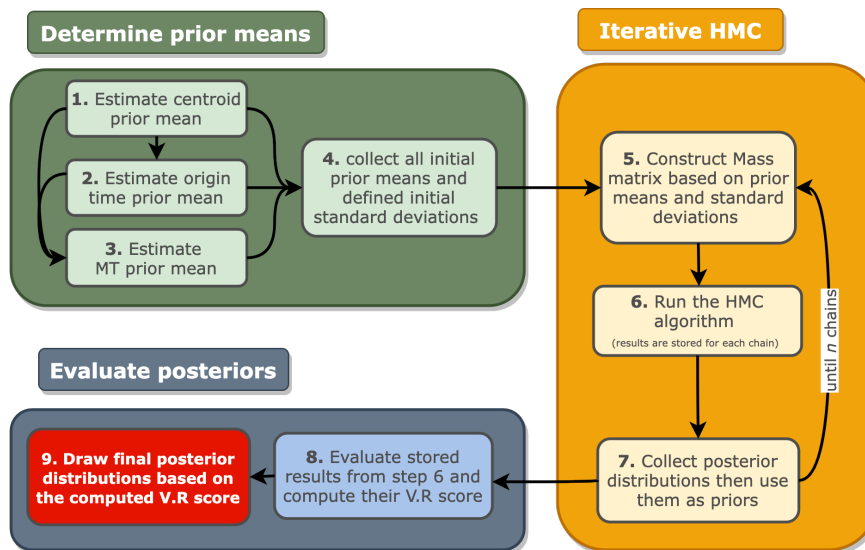 Determine prior means
1. Estimate centroid
prior mean
2. Estimate origin
time prior mean
3. Estimate
MT prior mean
4. collect all initial
prior means and
defined initial
standard deviations
Iterative HMC
5. Construct Mass
matrix based on prior
means and standard
deviations
6. Run the HMC
algorithm
(results are stored for each chain)
until n chains
7. Collect posterior
distributions then use
them as priors
Evaluate posteriors
8. Evaluate stored
results from step 6 and
compute their V.R score
9. Draw final posterior
distributions based on
the computed V.R score